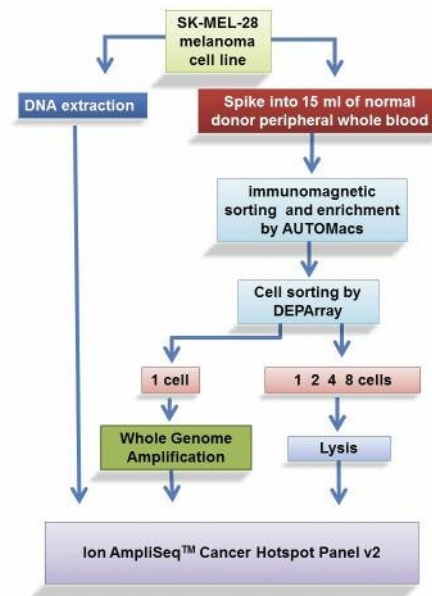 SK-MEL-28
melanoma
cell line
DNA extraction
Spike into 15 ml of normal
donor peripheral whole blood
immunomagnetic
sorting and enrichment
by AUTOMacs
Cell sorting by
DEPArray
1 cell
1 2 4 8 cells
Whole Genome
Amplification
Lysis
Ion AmpliSeq™ Cancer Hotspot Panel v2